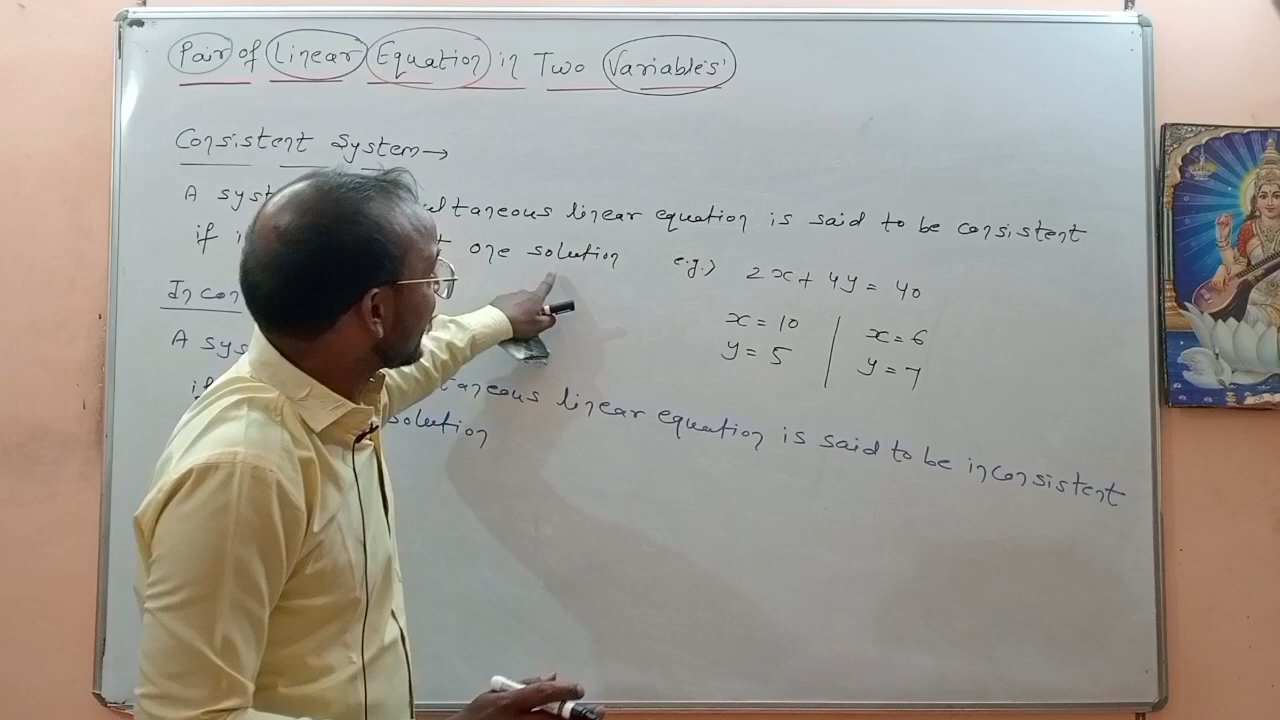 Pair of Linear Equation in Two Variables
Consistent System→
A syst ultaneous linear equation is said to be consistent
if i t one solution e.g.> 2x + 4y = 40
x = 10 | x = 6
y = 5 | y = 7
Incon
A sys taneous linear equation is said to be inconsistent
if solution